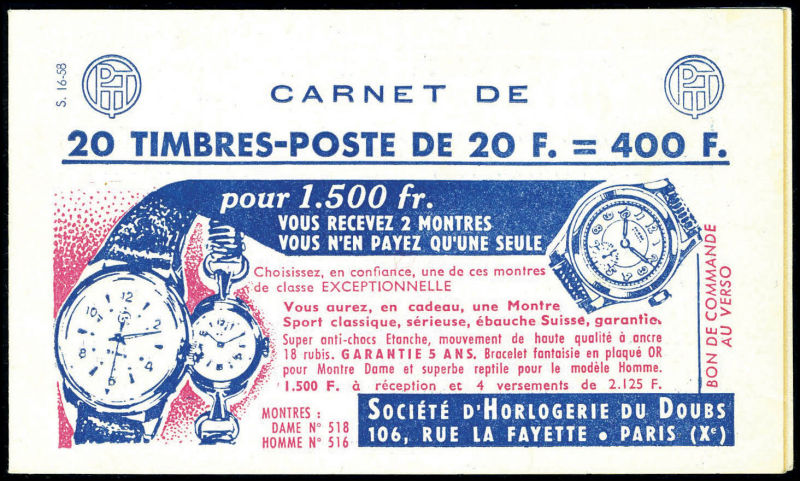 S. 16-58
PTT
PTT
CARNET DE
20 TIMBRES-POSTE DE 20 F. = 400 F.
pour 1.500 fr.
VOUS RECEVEZ 2 MONTRES
VOUS N'EN PAYEZ QU'UNE SEULE
Choisissez, en confiance, une de ces montres
de classe EXCEPTIONNELLE
Vous aurez, en cadeau, une Montre
Sport classique, sérieuse, ébauche Suisse, garantie.
Super anti-chocs Etanche, mouvement de haute qualité à ancre
18 rubis. GARANTIE 5 ANS. Bracelet fantaisie en plaqué OR
pour Montre Dame et superbe reptile pour le modèle Homme.
1.500 F. à réception et 4 versements de 2.125 F.
MONTRES :
DAME N° 518
HOMME N° 516
SOCIÉTÉ D'HORLOGERIE DU DOUBS
106, RUE LA FAYETTE • PARIS (Xe)
BON DE COMMANDE
AU VERSO